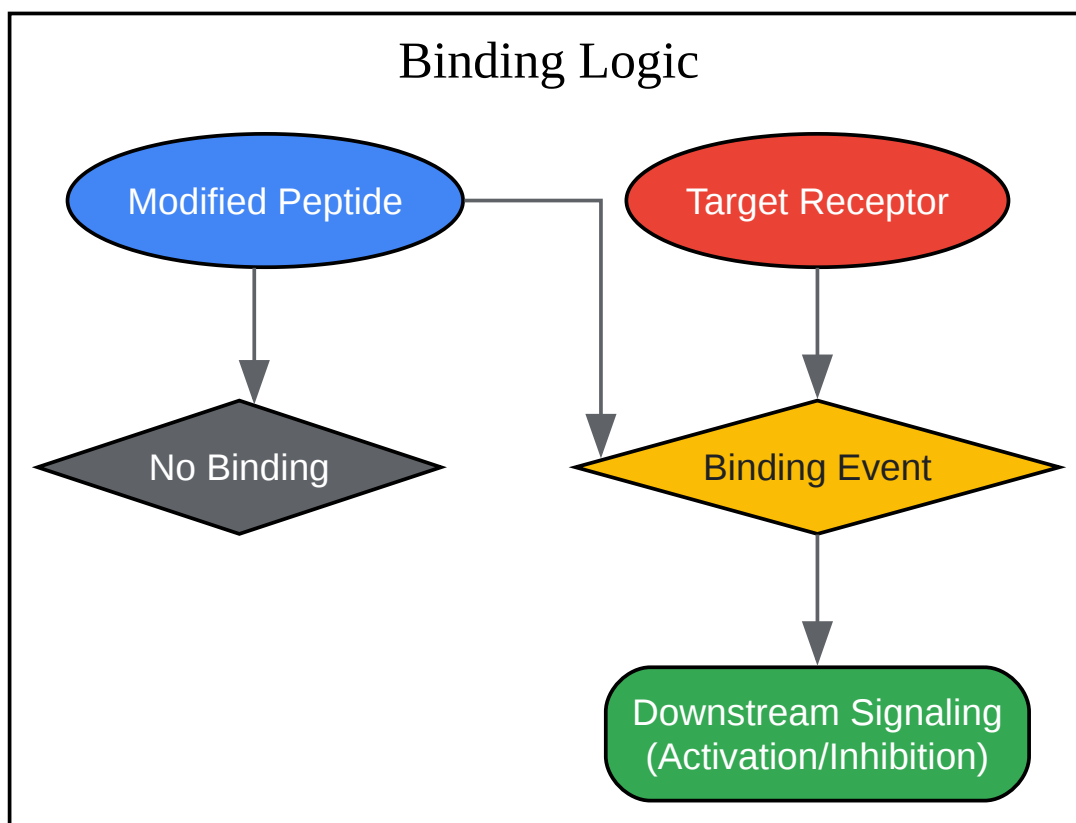 Binding Logic
Modified Peptide
Target Receptor
No Binding
Binding Event
Downstream Signaling
(Activation/Inhibition)